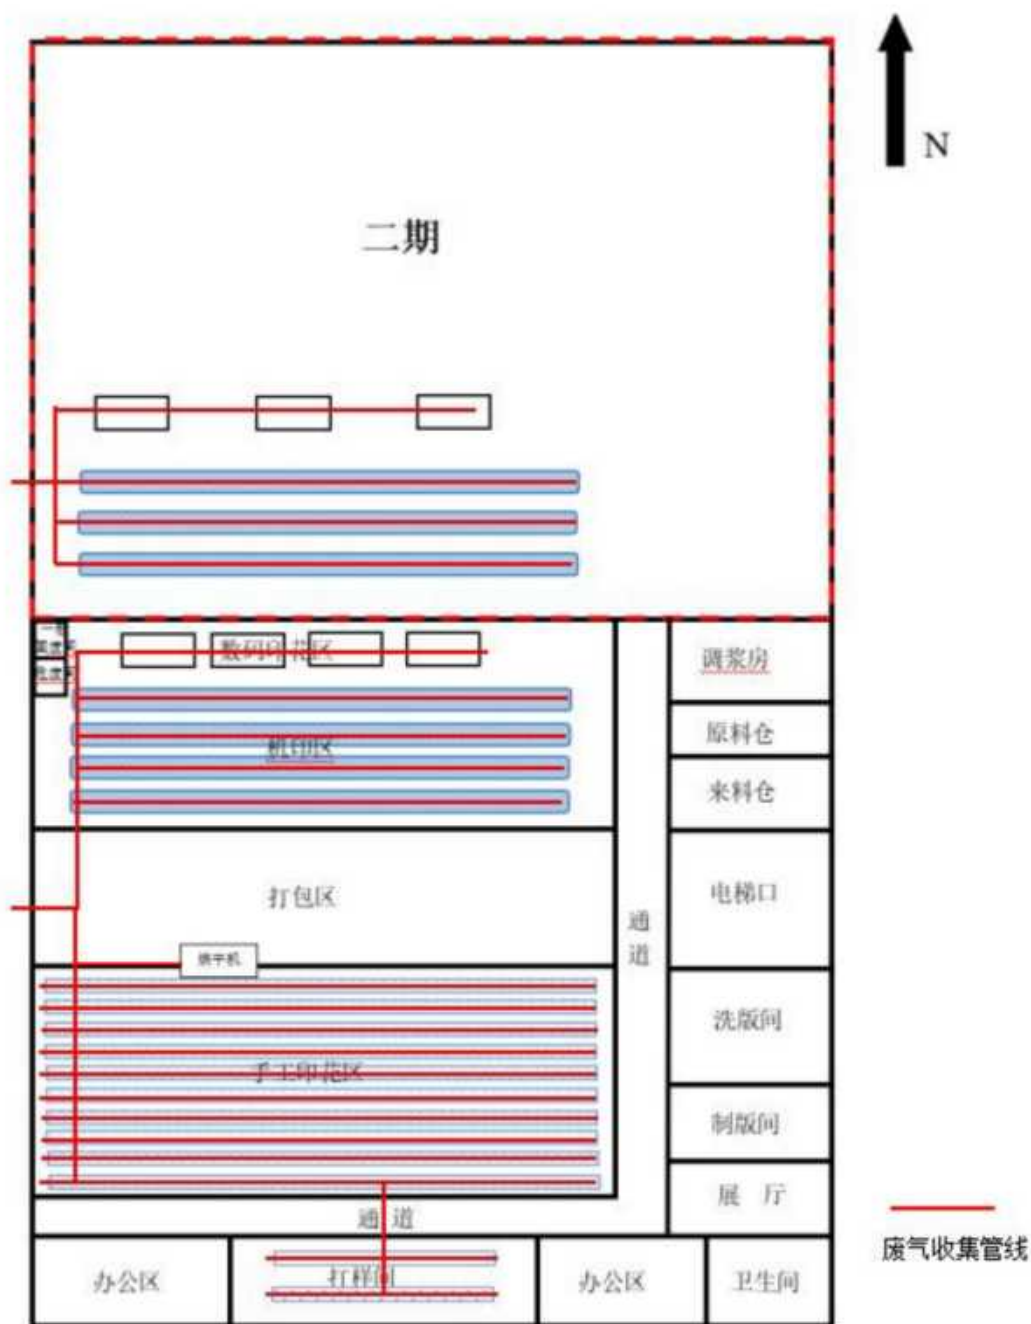 N
二期
数码印花区
调浆房
原料仓
机印区
来料仓
打包区
电梯口
通道
烘干机
洗版间
手工印花区
制版间
展 厅
通 道
废气收集管线
办公区
打样间
办公区
卫生间